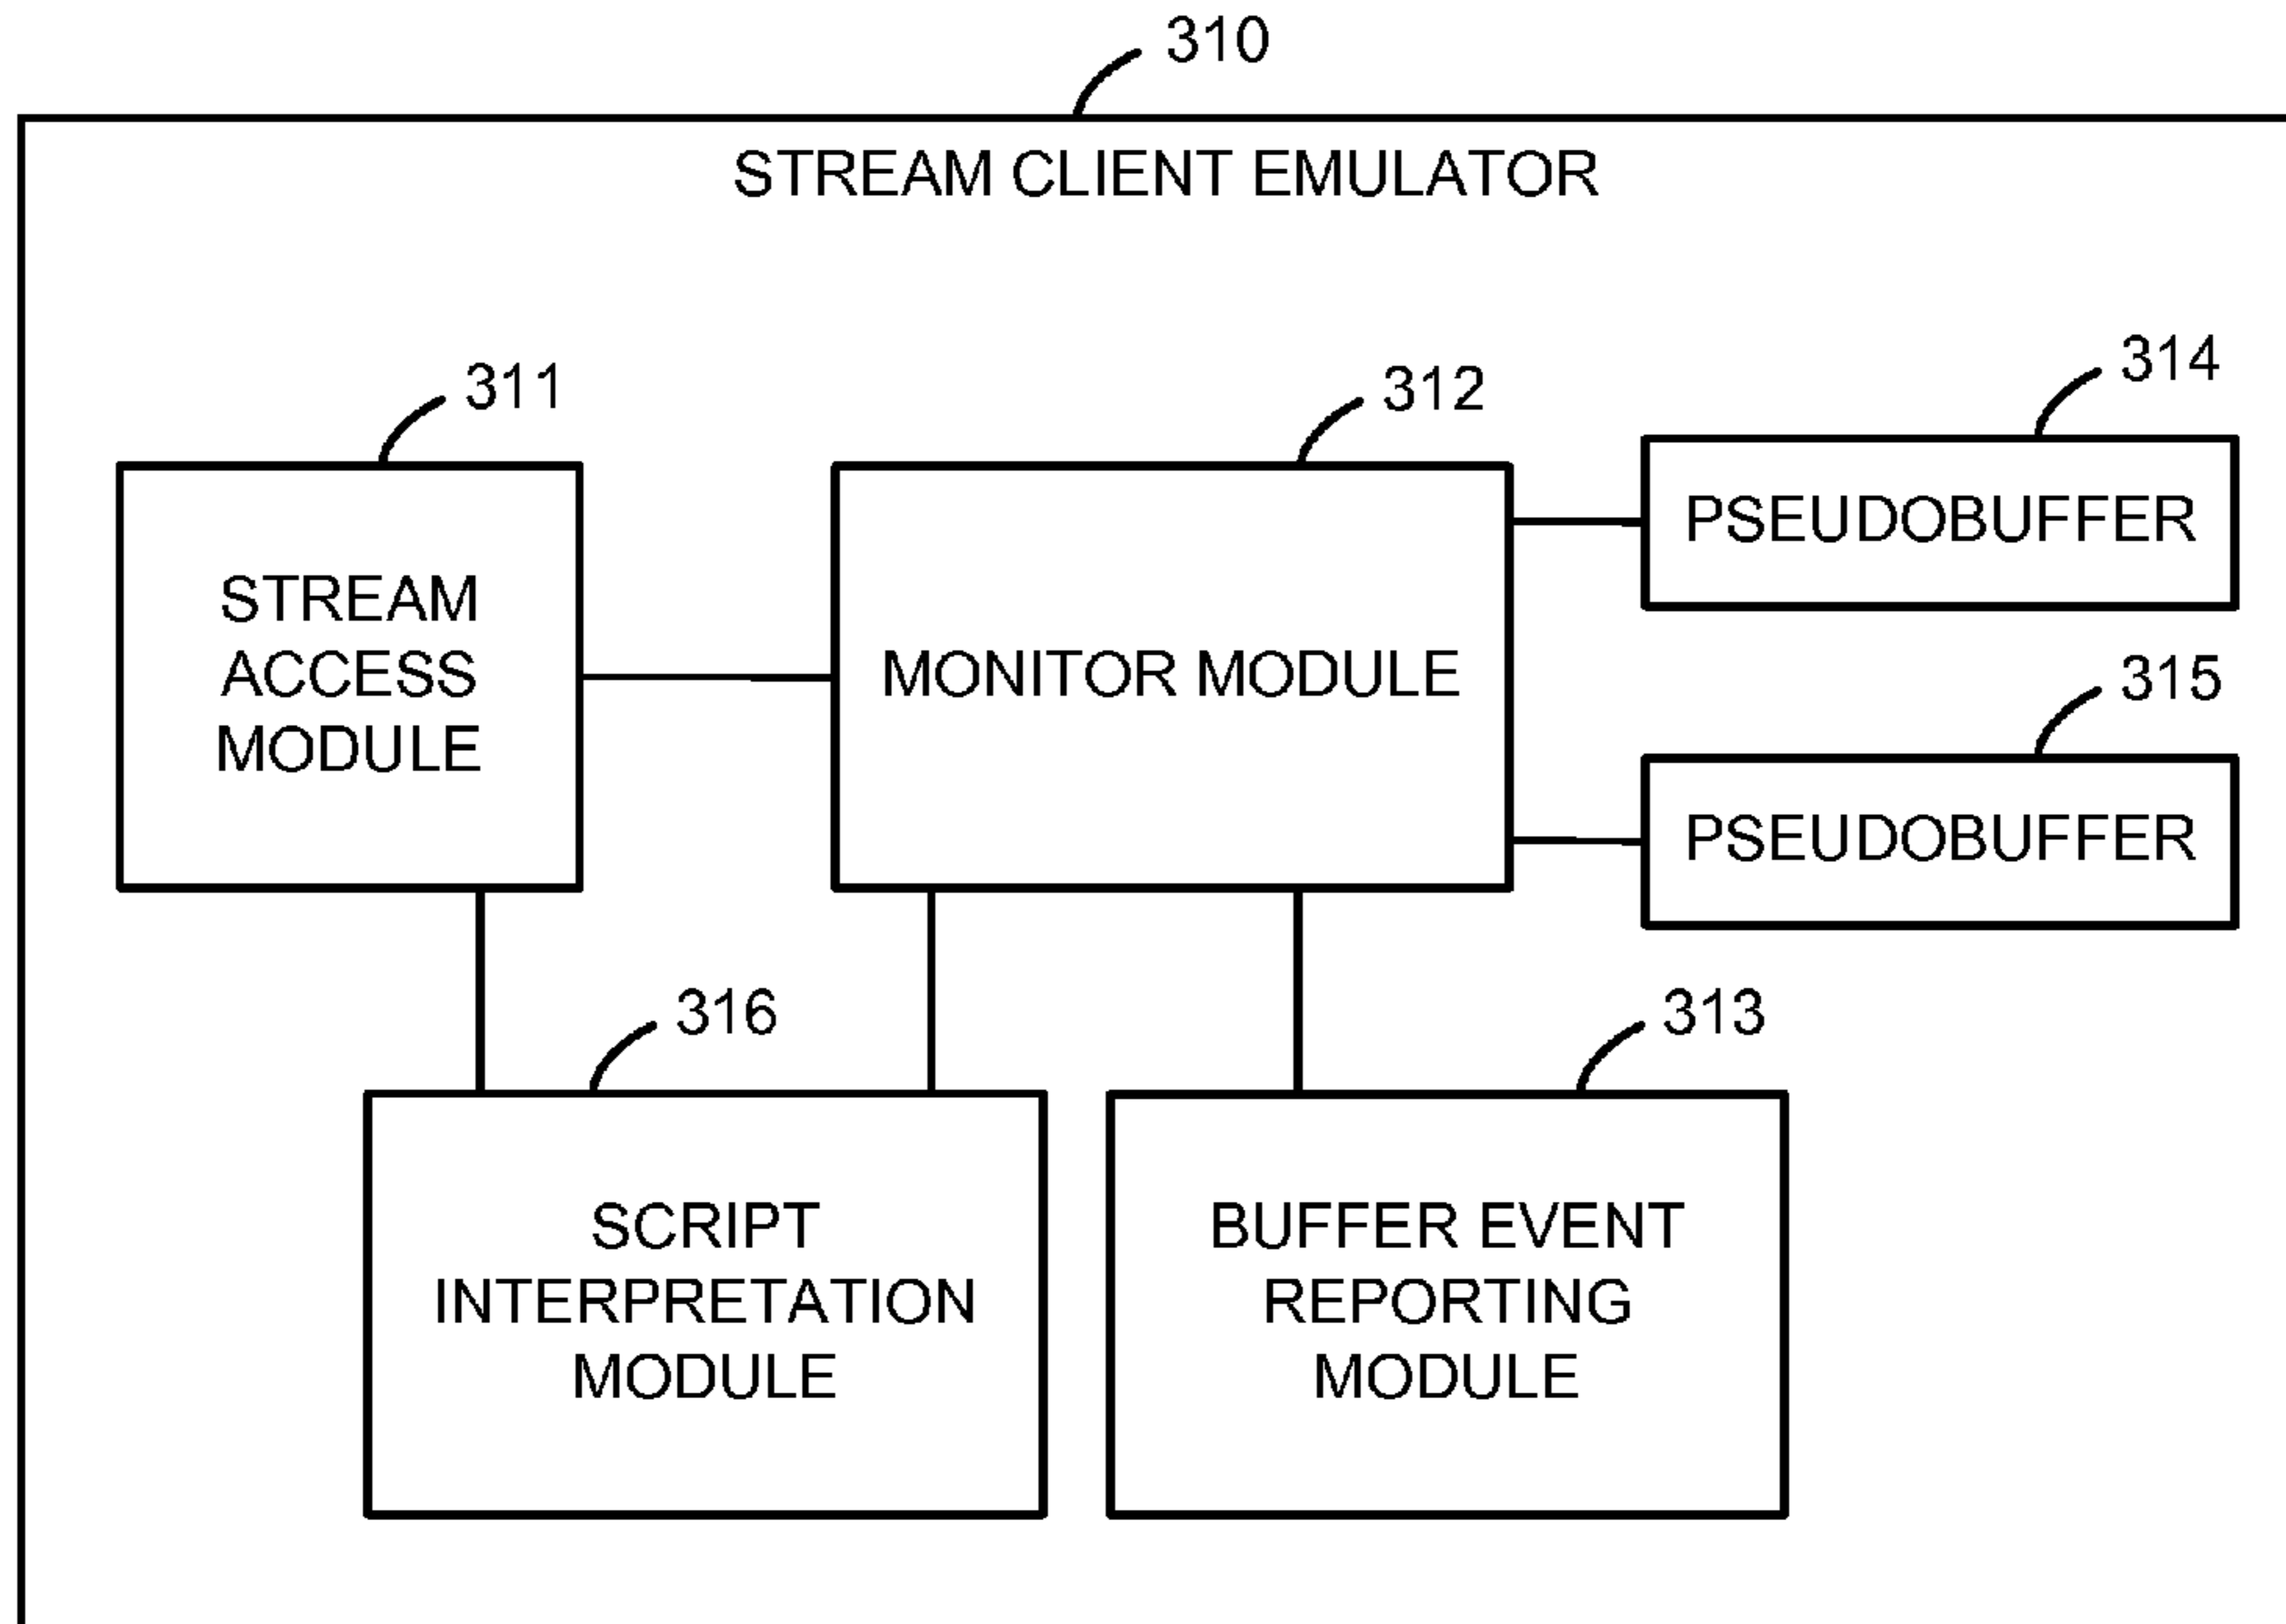 310
STREAM CLIENT EMULATOR
311
312
314
STREAM
ACCESS
MODULE
MONITOR MODULE
PSEUDOBUFFER
315
PSEUDOBUFFER
316
313
SCRIPT
INTERPRETATION
MODULE
BUFFER EVENT
REPORTING
MODULE